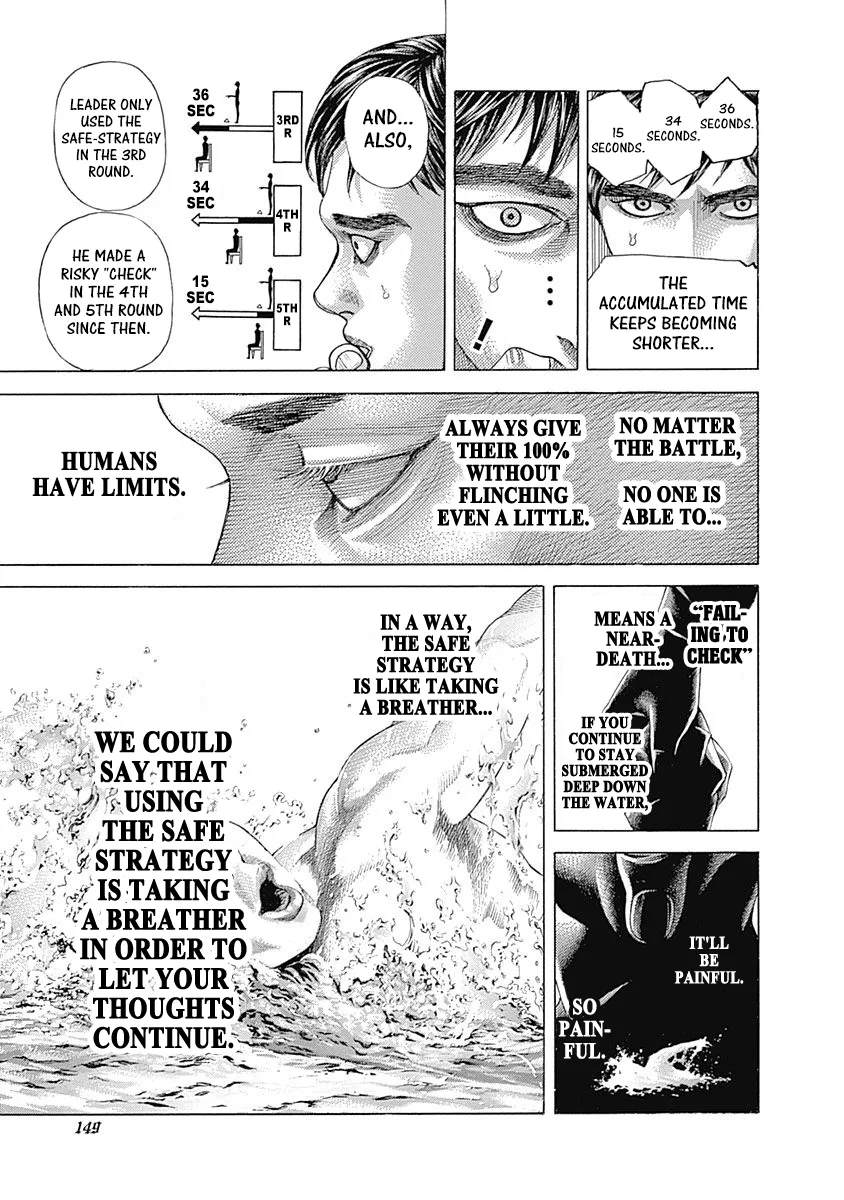 36
SECONDS.
34
SECONDS.
15
SECONDS.
THE
ACCUMULATED TIME
KEEPS BECOMING
SHORTER...
...
!
AND...
ALSO,
36
SEC
3RD
R
34
SEC
4TH
R
15
SEC
5TH
R
LEADER ONLY
USED THE
SAFE-STRATEGY
IN THE 3RD
ROUND.
HE MADE A
RISKY "CHECK"
IN THE 4TH
AND 5TH ROUND
SINCE THEN.
NO MATTER
THE BATTLE,
NO ONE IS
ABLE TO...
ALWAYS GIVE
THEIR 100%
WITHOUT
FLINCHING
EVEN A LITTLE.
HUMANS
HAVE LIMITS.
“FAIL-
ING TO
CHECK”
MEANS A
NEAR-
DEATH...
IF YOU
CONTINUE
TO STAY
SUBMERGED
DEEP DOWN
THE WATER,
IT'LL
BE
PAINFUL.
SO
PAIN-
FUL.
IN A WAY,
THE SAFE
STRATEGY
IS LIKE TAKING
A BREATHER...
WE COULD
SAY THAT
USING
THE SAFE
STRATEGY
IS TAKING
A BREATHER
IN ORDER TO
LET YOUR
THOUGHTS
CONTINUE.
149